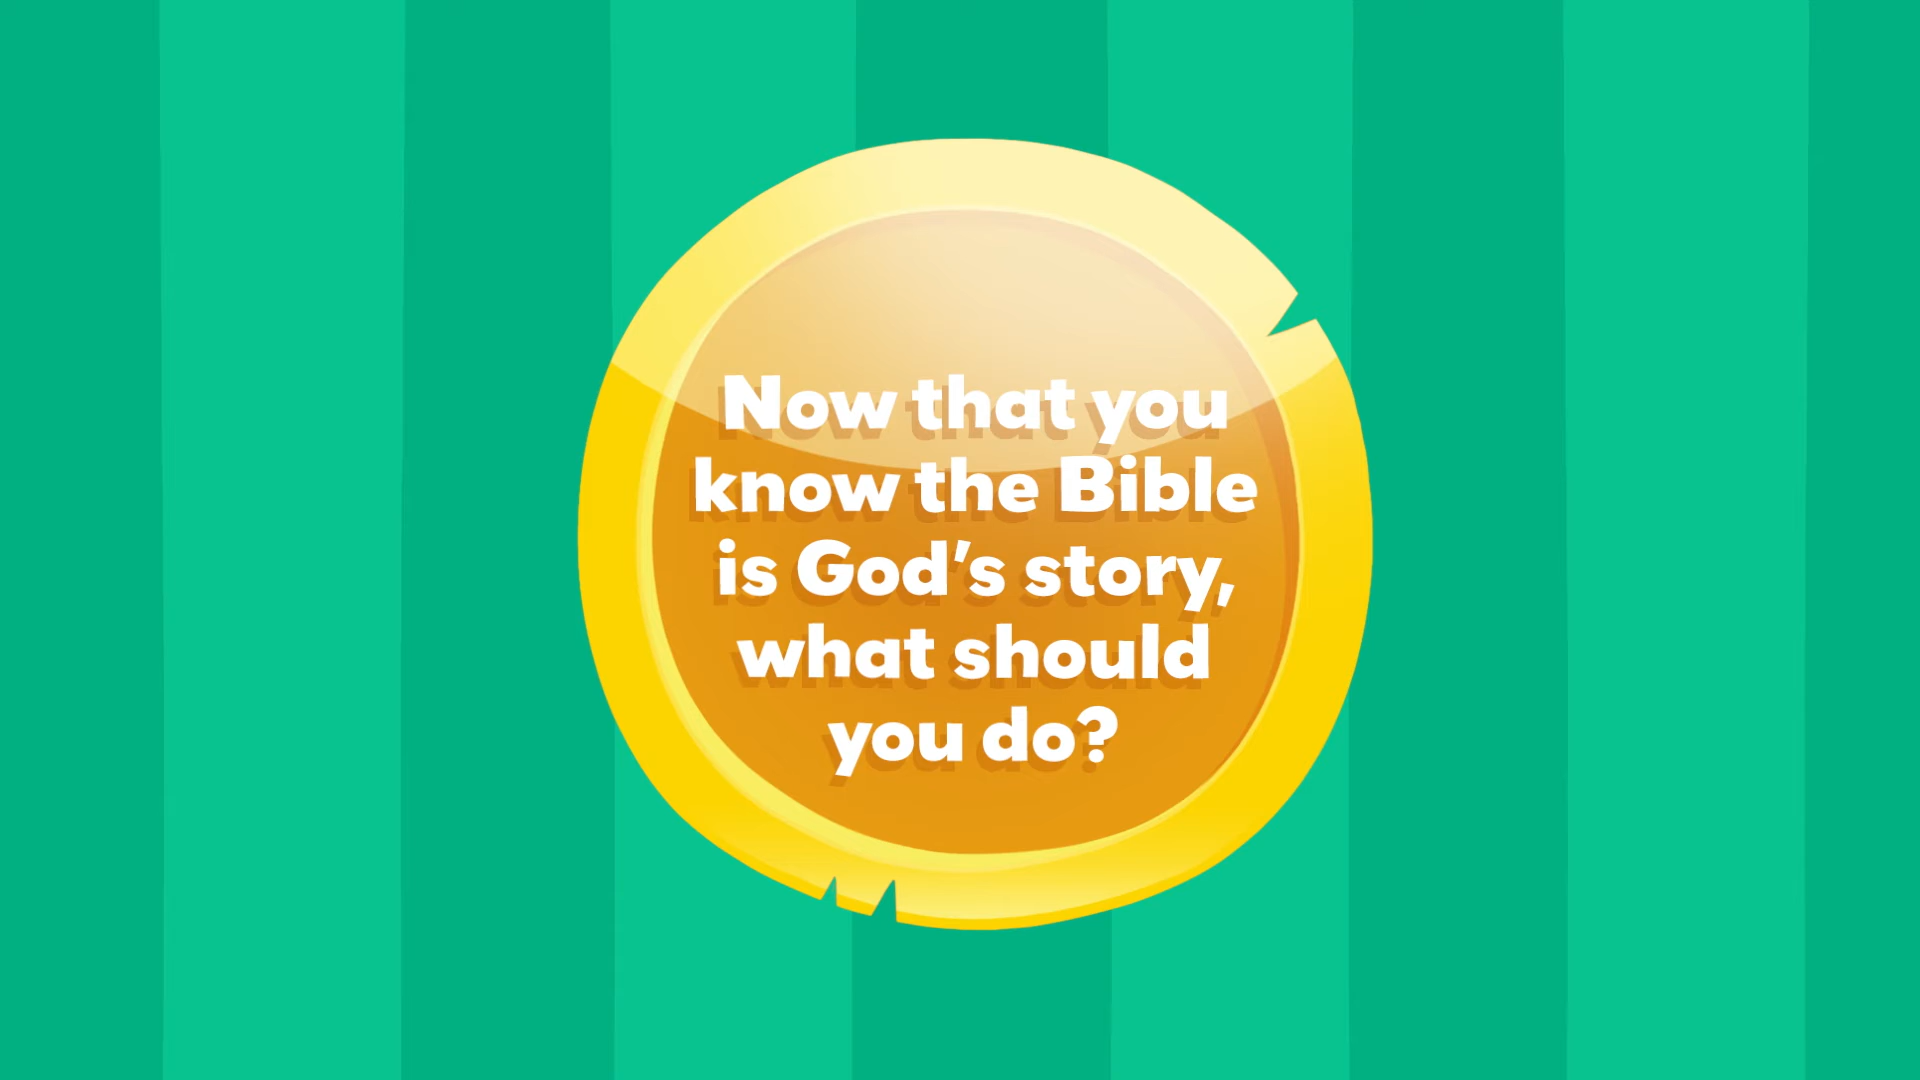 Now that you
know the Bible
is God's story,
what should
you do?